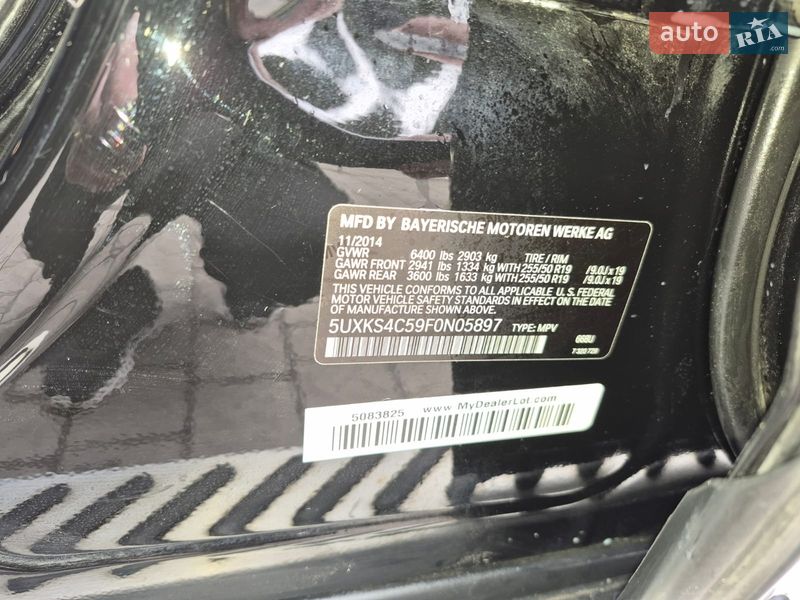 auto RIA
.com
MFD BY BAYERISCHE MOTOREN WERKE AG
11/2014
GVWR 6400 lbs 2903 kg TIRE / RIM
GAWR FRONT 2941 lbs 1334 kg WITH 255/50 R19 / 9.0J x 19
GAWR REAR 3600 lbs 1633 kg WITH 255/50 R19 / 9.0J x 19
THIS VEHICLE CONFORMS TO ALL APPLICABLE U.S. FEDERAL
MOTOR VEHICLE SAFETY STANDARDS IN EFFECT ON THE DATE
OF MANUFACTURE SHOWN ABOVE.
5UXKS4C59F0N05897 TYPE: MPV
5083825 www.MyDealerLot.com